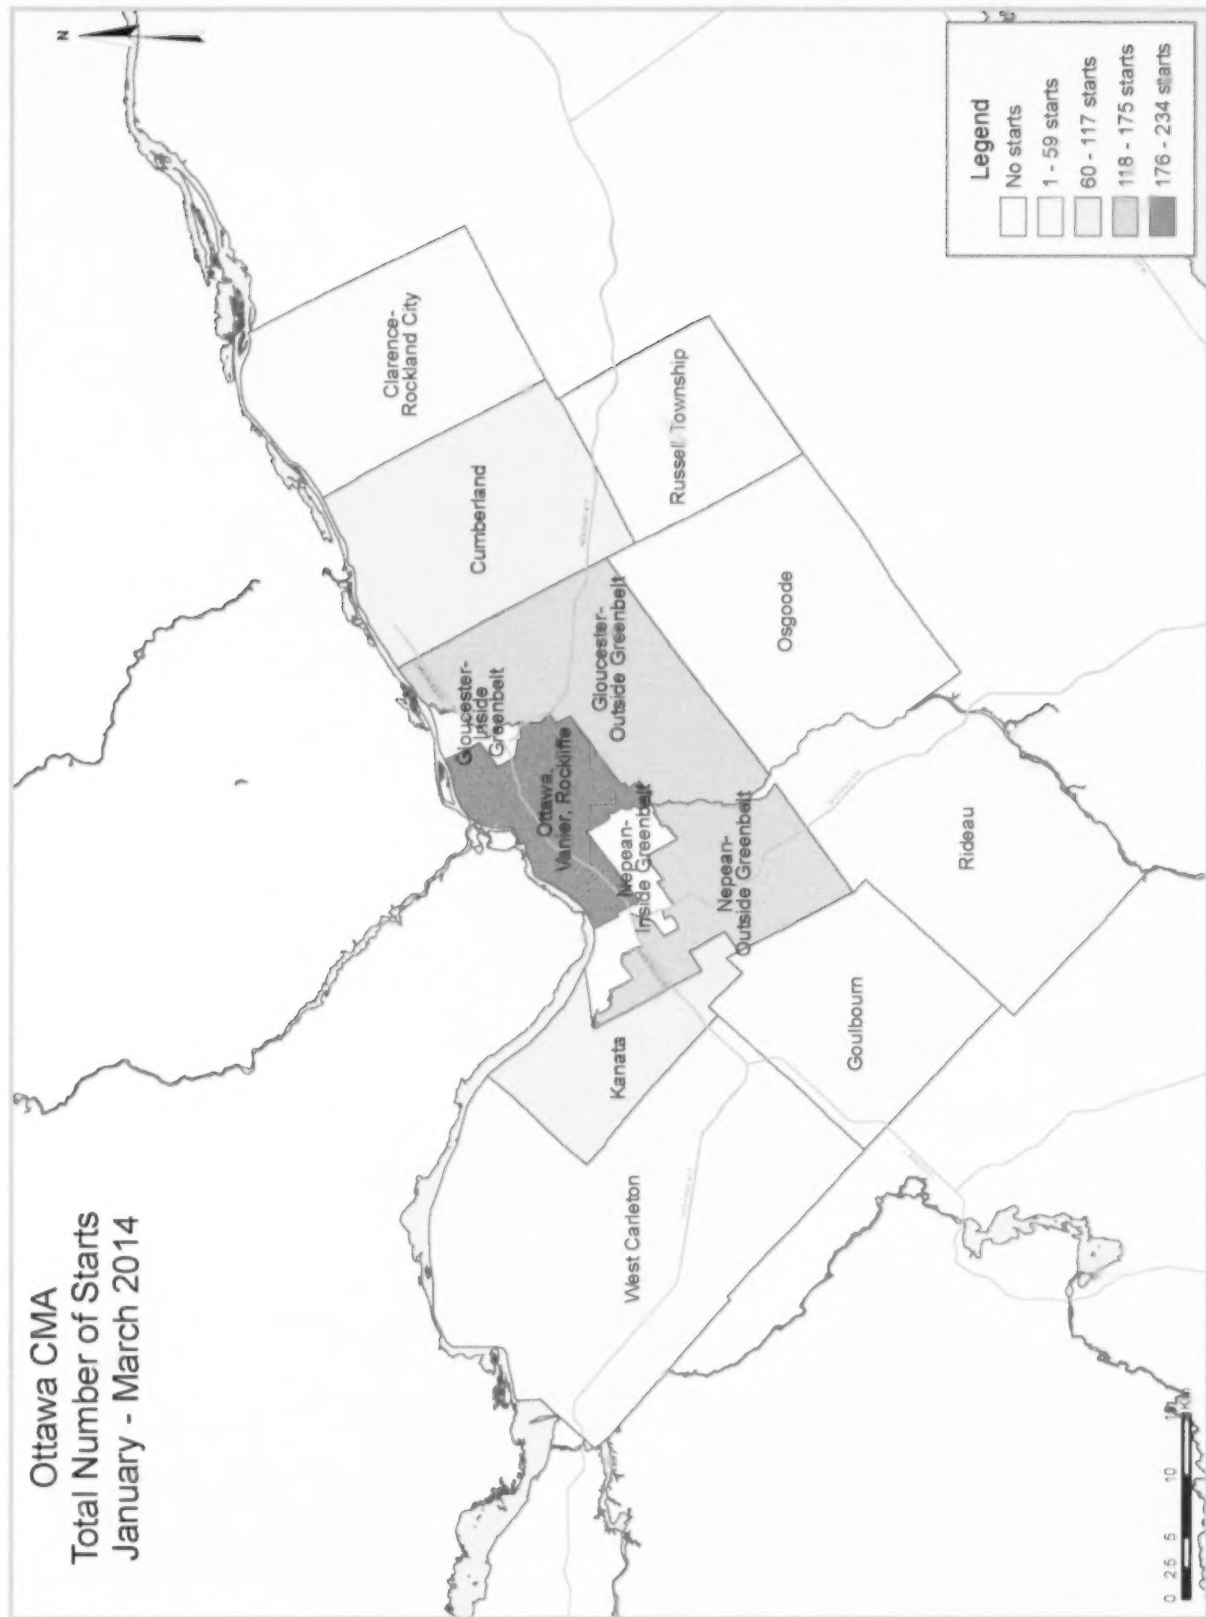 Ottawa CMA
Total Number of Starts
January - March 2014
N
Clarence-
Rockland City
Cumberland
Russell Township
Gloucester-
Inside
Greenbelt
Gloucester-
Outside Greenbelt
Osgoode
Ottawa,
Vanier, Rockliffe
Nepean-
Inside Greenbelt
Nepean-
Outside Greenbelt
Rideau
Kanata
Goulbourn
West Carleton
Legend
No starts
1 - 59 starts
60 - 117 starts
118 - 175 starts
176 - 234 starts
0 2.5 5 10
Km